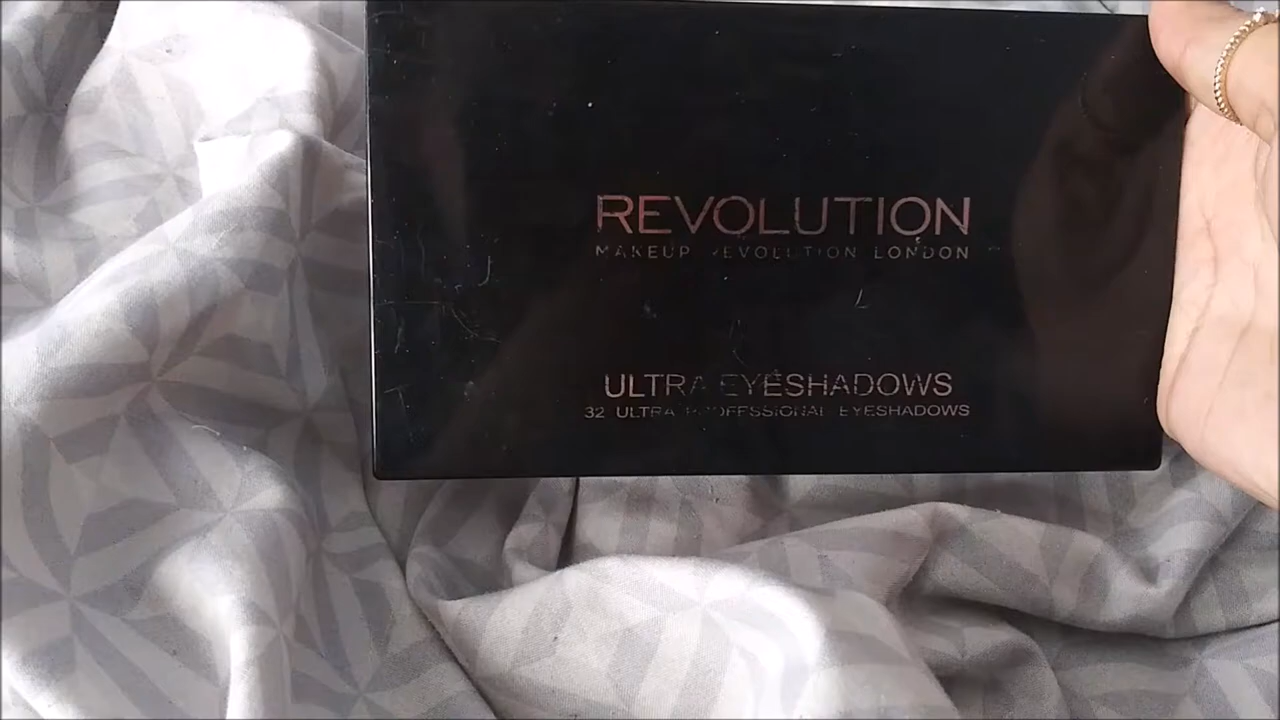 REVOLUTION
MAKEUP REVOLUTION LONDON
ULTRA EYESHADOWS
32 ULTRA PROFESSIONAL EYESHADOWS